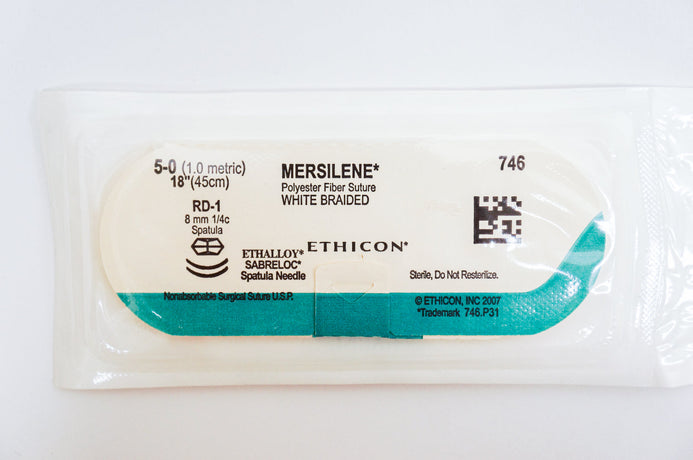 5-0 (1.0 metric)
18"(45cm)
RD-1
8 mm 1/4c
Spatula
ETHALLOY*
SABRELOC*
Spatula Needle
MERSILENE*
Polyester Fiber Suture
WHITE BRAIDED
ETHICON*
746
Sterile, Do Not Resterilize.
Nonabsorbable Surgical Suture U.S.P.
© ETHICON, INC 2007
*Trademark 746.P31